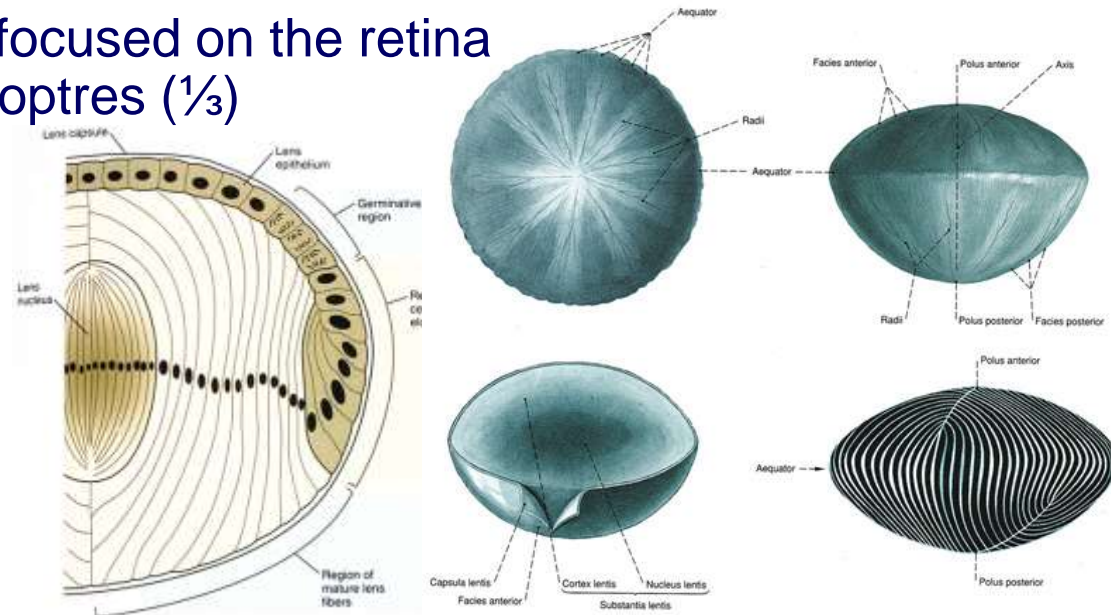 focused on the retina
optres (⅓)
Lens capsule
Lens
epithelium
Germinative
region
Lens
nucleus
Region of
mature lens
fibers
Aequator
Radii
Aequator
Facies anterior
Polus anterior
Axis
Radii
Polus posterior
Facies posterior
Capsula lentis
Facies anterior
Cortex lentis
Nucleus lentis
Substantia lentis
Polus anterior
Aequator
Polus posterior